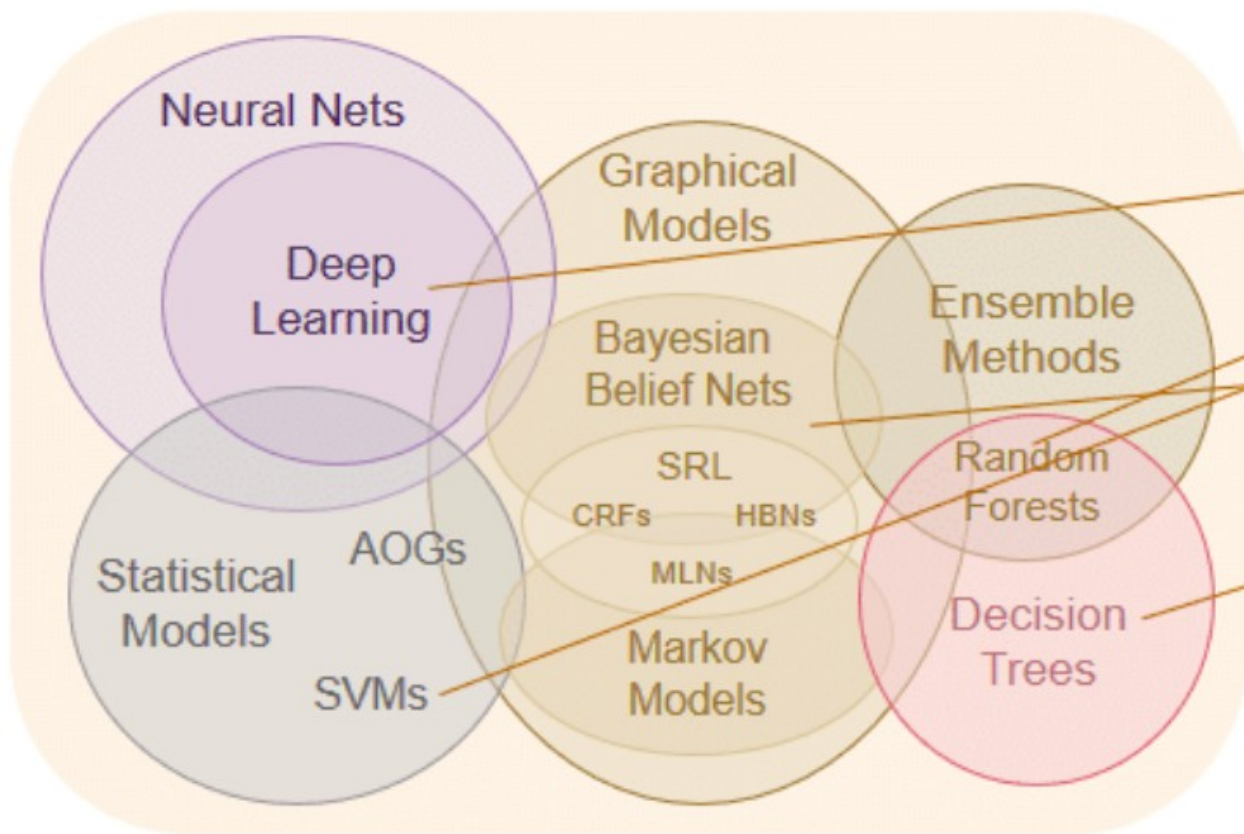 Neural Nets
Deep
Learning
Graphical
Models
Ensemble
Methods
Bayesian
Belief Nets
SRL
CRFs
HBNs
MLNs
Random
Forests
AOGs
Statistical
Models
SVMs
Markov
Models
Decision
Trees